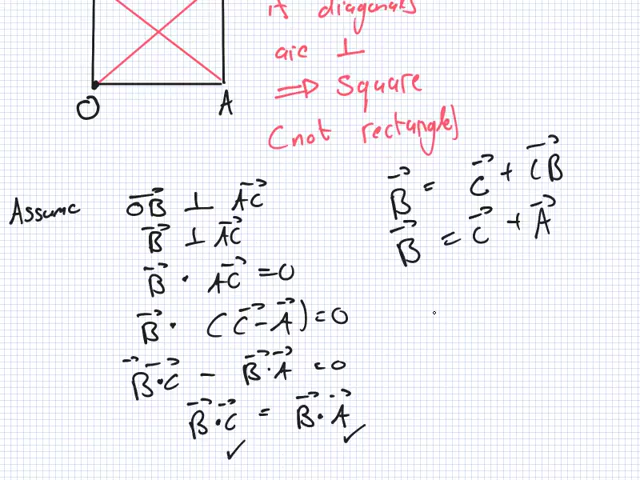 if diagonals
are ⊥
⟹ Square
(not rectangle)
O A
Assume OB⃗ ⊥ AC⃗
B⃗ ⊥ AC⃗
B⃗ · AC⃗ = 0
B⃗ · (C⃗ - A⃗) = 0
B⃗·C⃗ - B⃗·A⃗ = 0
B⃗·C⃗ = B⃗·A⃗
✓ ✓
B⃗ = C⃗ + CB⃗
B⃗ = C⃗ + A⃗